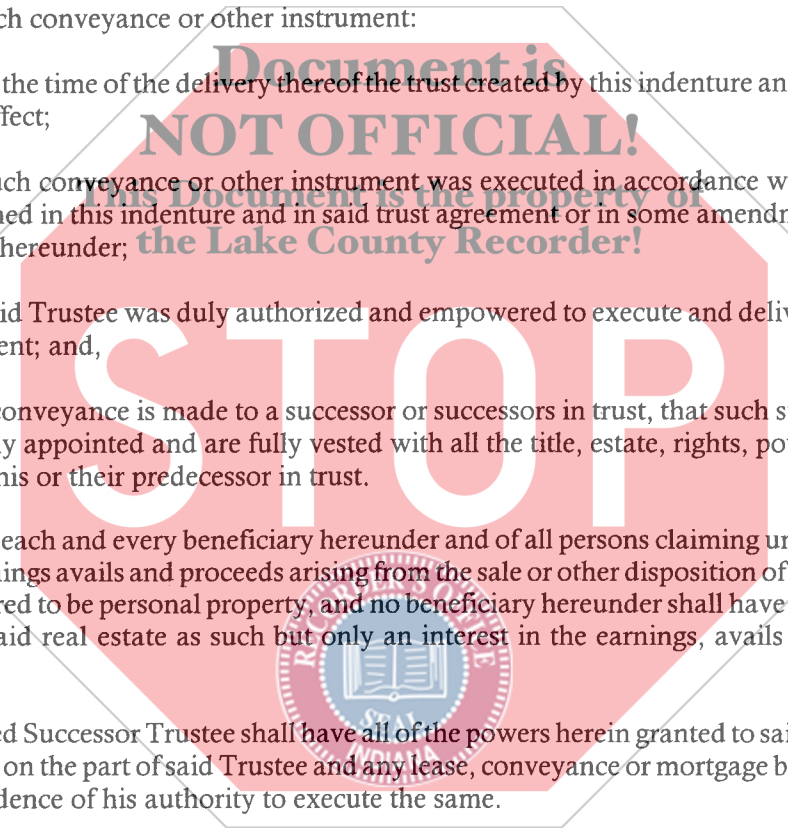 ch conveyance or other instrument:
Document is
the time of the delivery thereof the trust created by this indenture an
ffect;
NOT OFFICIAL!
uch conveyance or other instrument was executed in accordance w
This Document is the property of
ned in this indenture and in said trust agreement or in some amendm
hereunder;
the Lake County Recorder!
id Trustee was duly authorized and empowered to execute and deliv
ent; and,
STOP
conveyance is made to a successor or successors in trust, that such s
y appointed and are fully vested with all the title, estate, rights, po
his or their predecessor in trust.
each and every beneficiary hereunder and of all persons claiming u
ings avails and proceeds arising from the sale or other disposition of
red to be personal property, and no beneficiary hereunder shall have
aid real estate as such but only an interest in the earnings, avails
RECORDER'S OFFICE
SEAL
INDIANA
ed Successor Trustee shall have all of the powers herein granted to sai
on the part of said Trustee and any lease, conveyance or mortgage b
dence of his authority to execute the same.